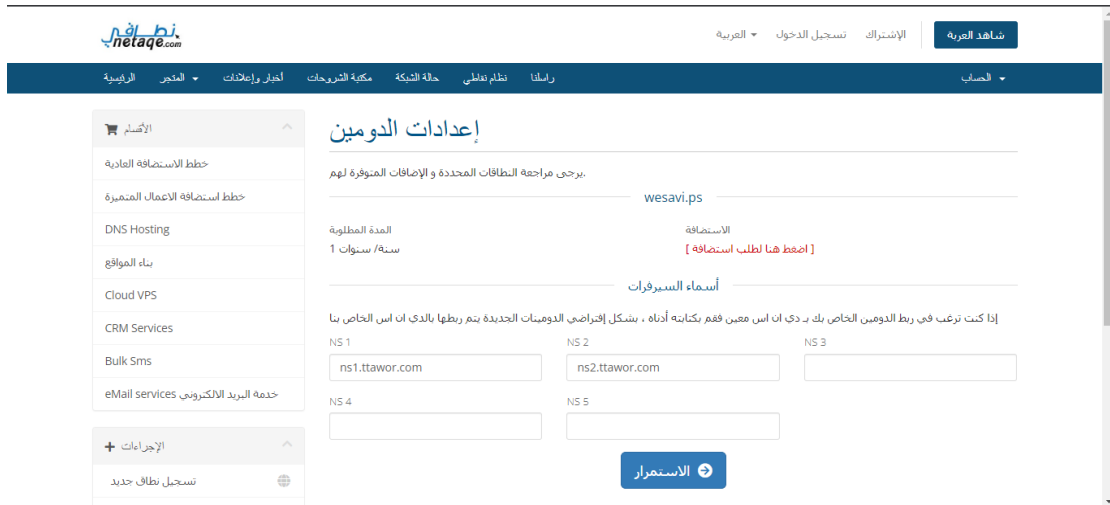 نطاقي
netaqe.com
الإشتراك تسجيل الدخول العربية
شاهد العربة
الرئيسية المتجر أخبار وإعلانات مكتبة الشروحات حالة الشبكة نظام نقاطي راسلنا
الحساب
الأقسام
خطط الاستضافة العادية
خطط استضافة الاعمال المتميزة
DNS Hosting
بناء المواقع
Cloud VPS
CRM Services
Bulk Sms
خدمة البريد الالكتروني eMail services
الإجراءات
تسجيل نطاق جديد
إعدادات الدومين
يرجى مراجعة النطاقات المحددة و الإضافات المتوفرة لهم.
wesavi.ps
المدة المطلوبة
سنة/ سنوات 1
الاستضافة
[ اضغط هنا لطلب استضافة ]
أسماء السيرفرات
إذا كنت ترغب في ربط الدومين الخاص بك بـ دي ان اس معين فقم بكتابته أدناه ، بشكل إفتراضي الدومينات الجديدة يتم ربطها بالدي ان اس الخاص بنا
NS 1
ns1.ttawor.com
NS 2
ns2.ttawor.com
NS 3
NS 4
NS 5
الاستمرار